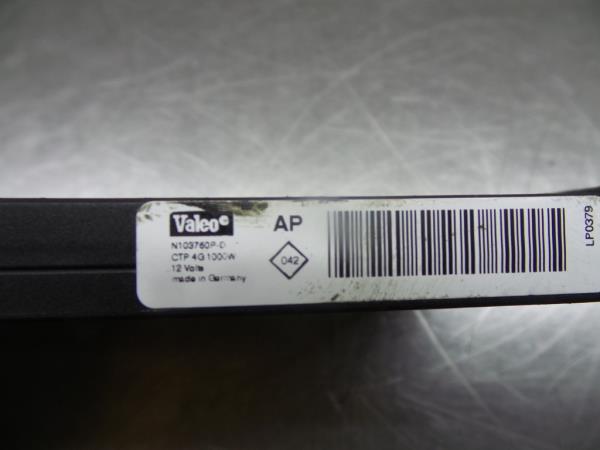 Valeo
AP
N103760P-D
CTP 4G 1000W
12 Volts
made in Germany
042
LP0379